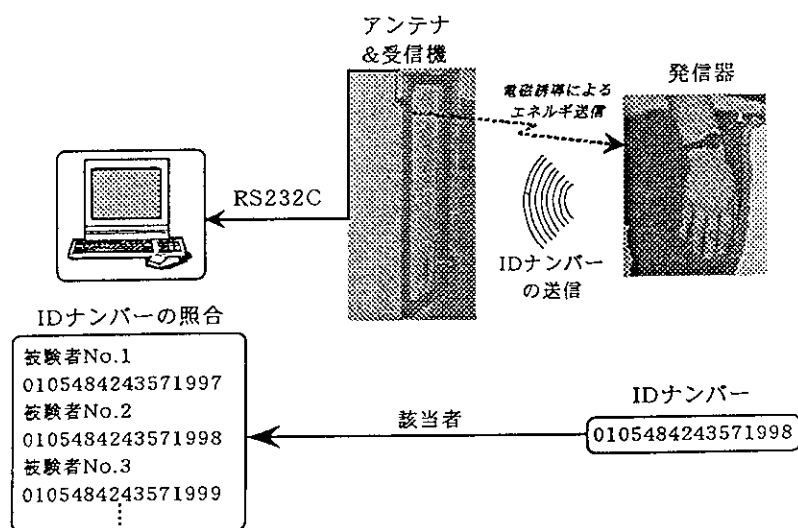 アンテナ
&受信機
発信器
電磁誘導による
エネルギ送信
RS232C
IDナンバー
の送信
IDナンバーの照合
被験者No.1
0105484243571997
被験者No.2
0105484243571998
被験者No.3
0105484243571999
該当者
IDナンバー
0105484243571998